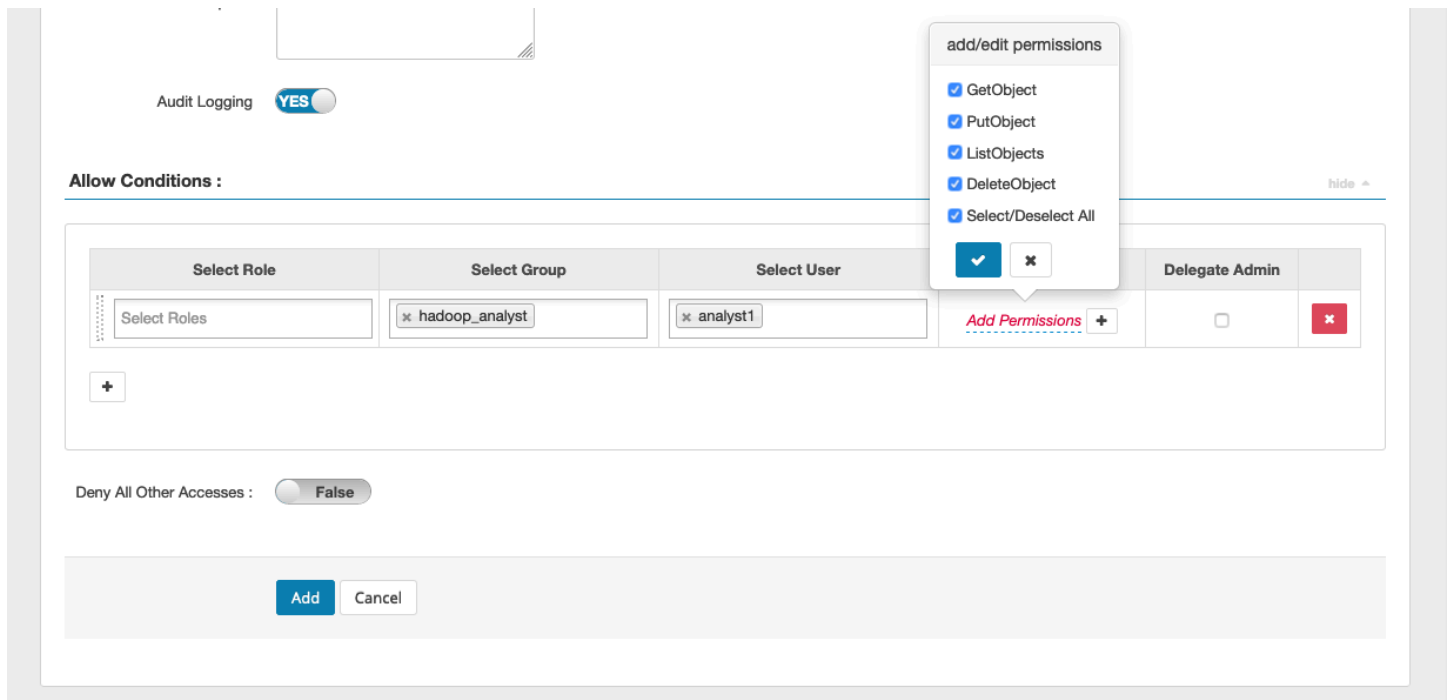 add/edit permissions
GetObject
PutObject
ListObjects
DeleteObject
Select/Deselect All
Audit Logging YES
Allow Conditions :
hide
Select Role Select Group Select User Delegate Admin
Select Roles hadoop_analyst analyst1 Add Permissions
Deny All Other Accesses : False
Add Cancel